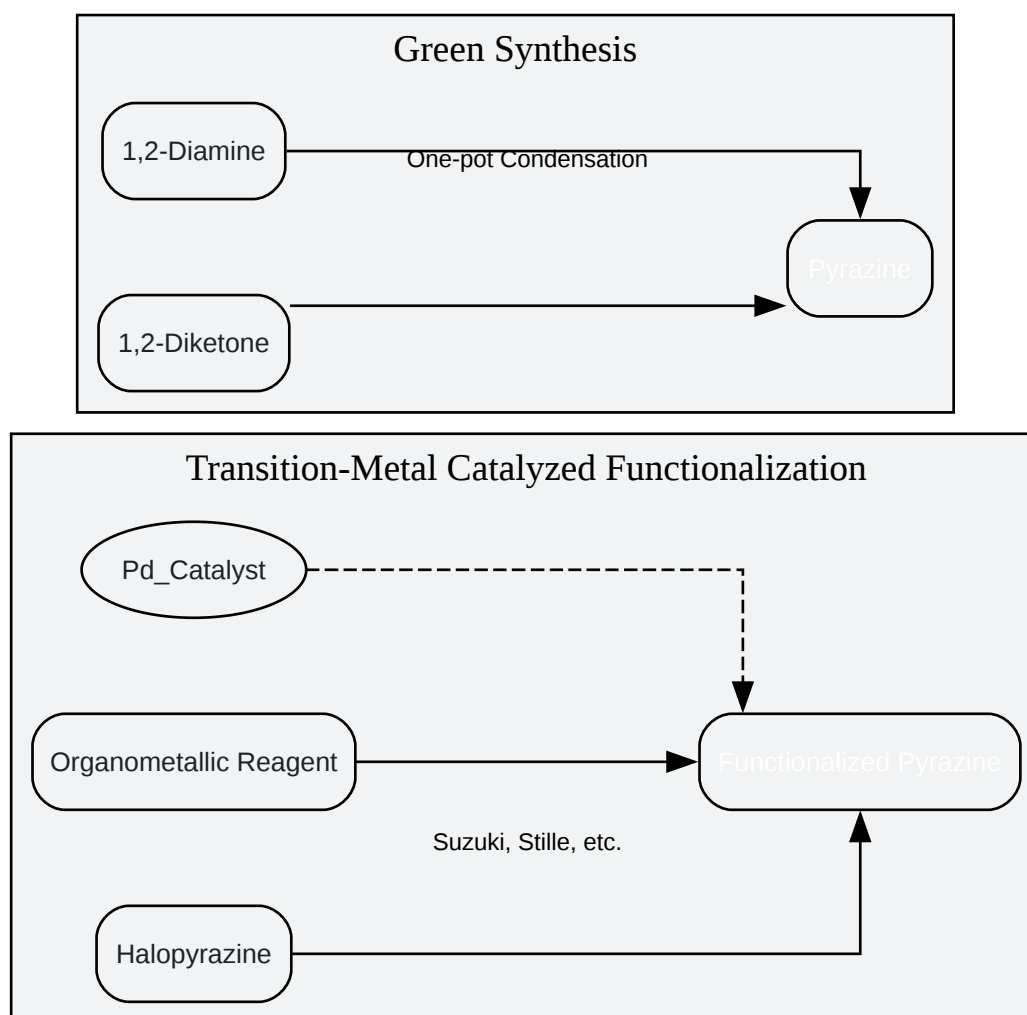 Green Synthesis
1,2-Diamine
One-pot Condensation
Pyrazine
1,2-Diketone
Transition-Metal Catalyzed Functionalization
Pd_Catalyst
Organometallic Reagent
Functionalized Pyrazine
Suzuki, Stille, etc.
Halopyrazine